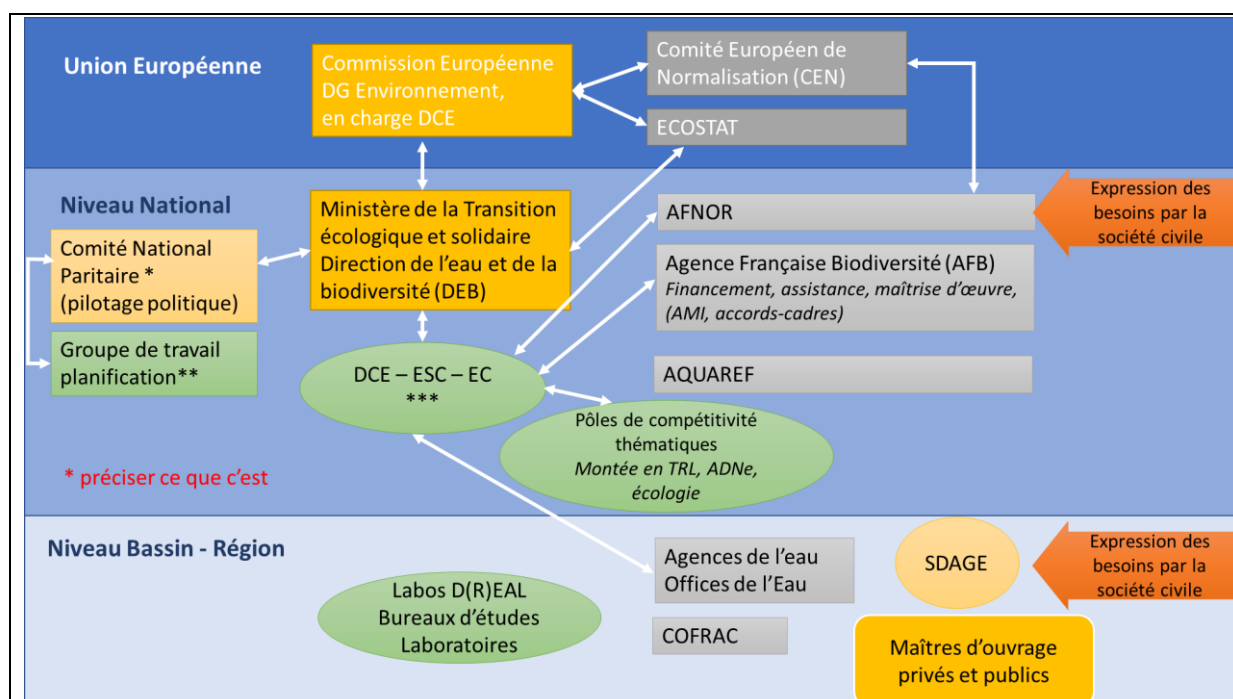 Union Européenne
Commission Européenne
DG Environnement,
en charge DCE
Comité Européen de
Normalisation (CEN)
ECOSTAT
Niveau National
Comité National
Paritaire *
(pilotage politique)
Groupe de travail
planification**
Ministère de la Transition
écologique et solidaire
Direction de l’eau et de la
biodiversité (DEB)
DCE – ESC – EC
***
AFNOR
Agence Française Biodiversité (AFB)
Financement, assistance, maîtrise d’œuvre,
(AMI, accords-cadres)
AQUAREF
Pôles de compétitivité
thématiques
Montée en TRL, ADNe,
écologie
Expression des
besoins par la
société civile
* préciser ce que c’est
Niveau Bassin - Région
Labos D(R)EAL
Bureaux d’études
Laboratoires
Agences de l’eau
Offices de l’Eau
COFRAC
SDAGE
Expression des
besoins par la
société civile
Maîtres d’ouvrage
privés et publics